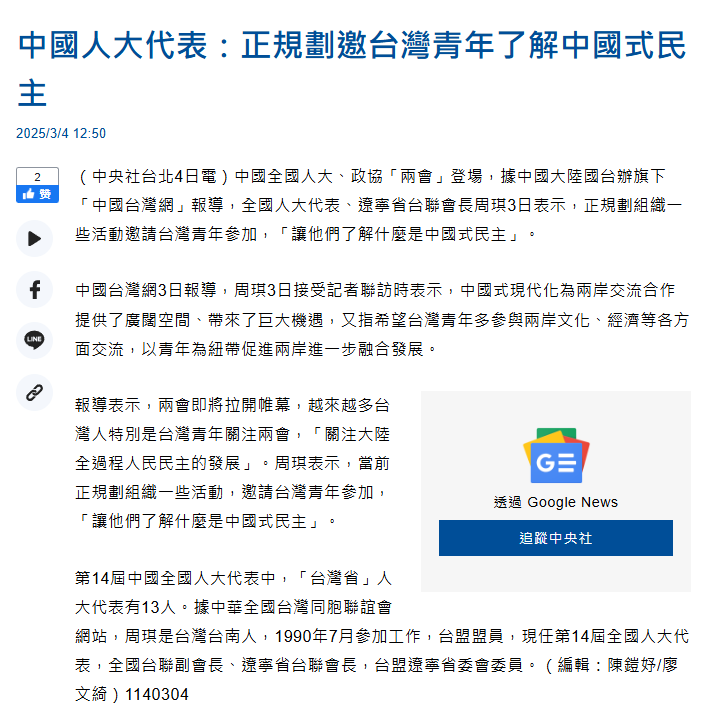 中國人大代表：正規劃邀台灣青年了解中國式民
主
2025/3/4 12:50
2
赞
（中央社台北4日電）中國全國人大、政協「兩會」登場，據中國大陸國台辦旗下
「中國台灣網」報導，全國人大代表、遼寧省台聯會長周琪3日表示，正規劃組織一
些活動邀請台灣青年參加，「讓他們了解什麼是中國式民主」。
中國台灣網3日報導，周琪3日接受記者聯訪時表示，中國式現代化為兩岸交流合作
提供了廣闊空間、帶來了巨大機遇，又指希望台灣青年多參與兩岸文化、經濟等各方
面交流，以青年為紐帶促進兩岸進一步融合發展。
LINE
報導表示，兩會即將拉開帷幕，越來越多台
灣人特別是台灣青年關注兩會，「關注大陸
全過程人民民主的發展」。周琪表示，當前
正規劃組織一些活動，邀請台灣青年參加，
「讓他們了解什麼是中國式民主」。
透過 Google News
追蹤中央社
第14屆中國全國人大代表中，「台灣省」人
大代表有13人。據中華全國台灣同胞聯誼會
網站，周琪是台灣台南人，1990年7月參加工作，台盟盟員，現任第14屆全國人大代
表，全國台聯副會長、遼寧省台聯會長，台盟遼寧省委會委員。（編輯：陳鎧妤/廖
文綺）1140304